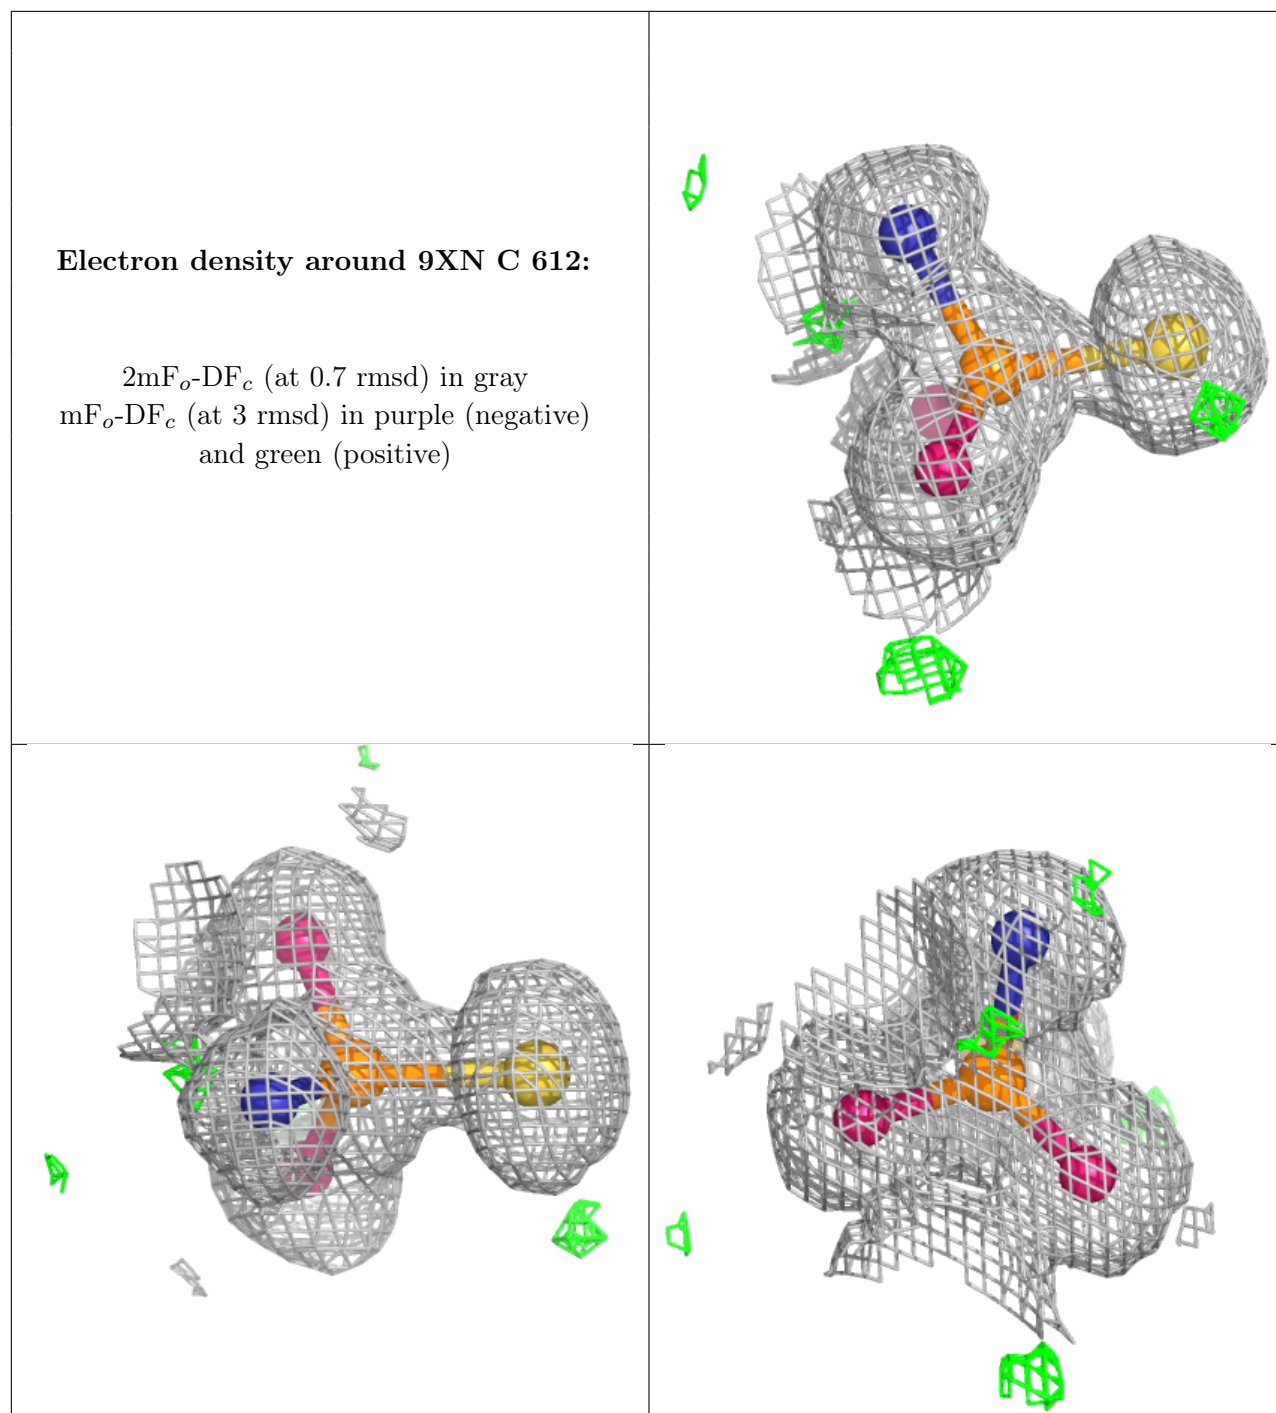 Electron density around 9XN C 612:
2mFo-DFc (at 0.7 rmsd) in gray
mFo-DFc (at 3 rmsd) in purple (negative)
and green (positive)